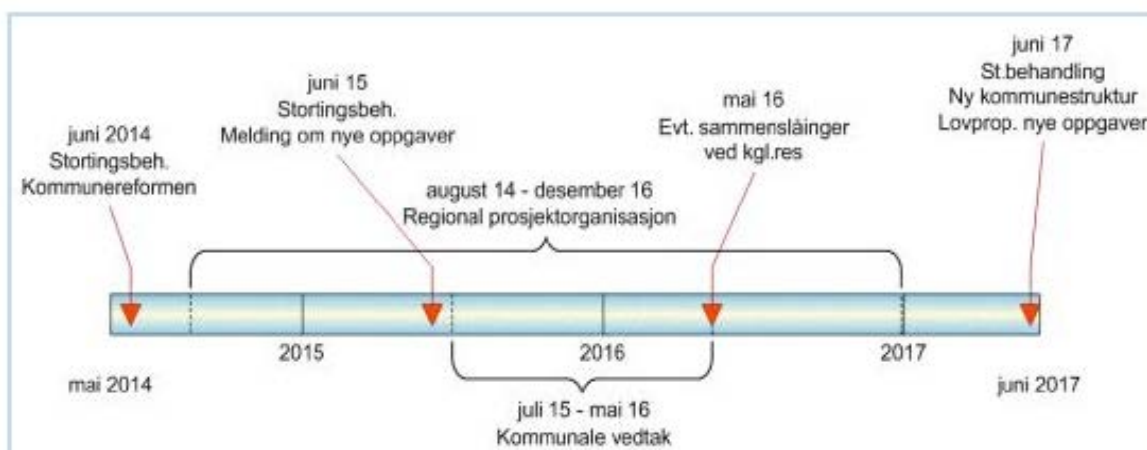 juni 2014
Stortingsbeh.
Kommunereformen
juni 15
Stortingsbeh.
Melding om nye oppgaver
august 14 - desember 16
Regional prosjektorganisasjon
mai 16
Evt. sammenslåinger
ved kgl.res
juni 17
St.behandling
Ny kommunestruktur
Lovprop. nye oppgaver
2015
2016
2017
mai 2014
juni 2017
juli 15 - mai 16
Kommunale vedtak